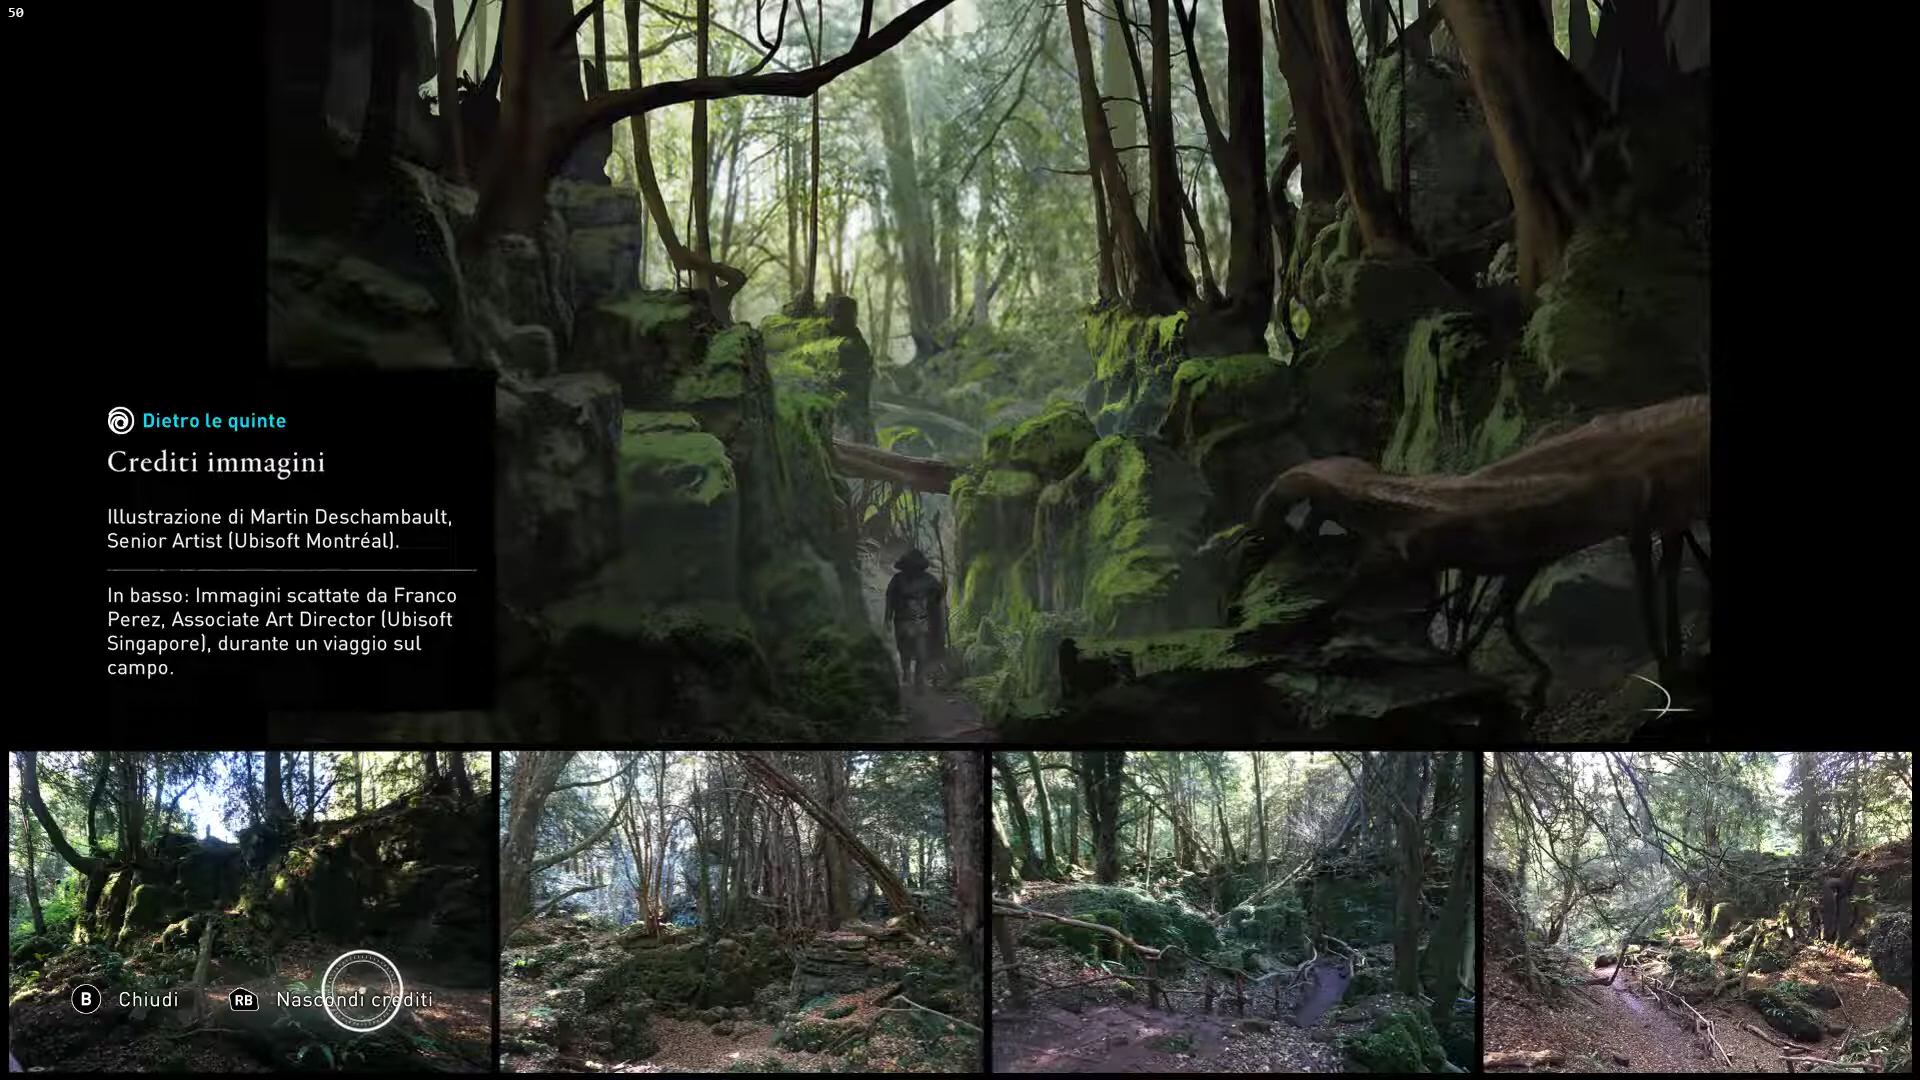 50
Dietro le quinte
Crediti immagini
Illustrazione di Martin Deschambault,
Senior Artist (Ubisoft Montréal).
In basso: Immagini scattate da Franco
Perez, Associate Art Director (Ubisoft
Singapore), durante un viaggio sul
campo.
B Chiudi RB Nascondi crediti